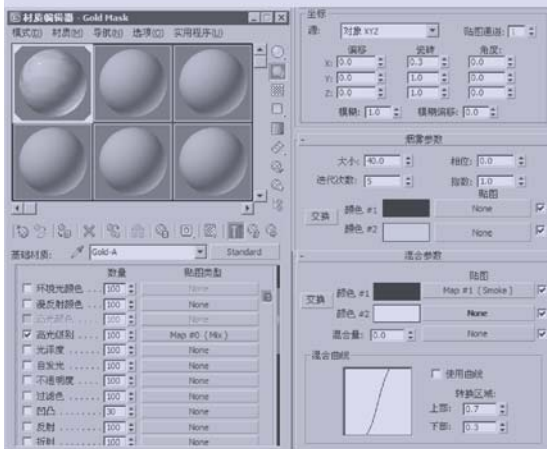 材质编辑器 - Gold Mask
模式(D) 材质(M) 导航(N) 选项(O) 实用程序(U)
基础材质: Gold-A Standard
数量 贴图类型
环境光颜色 ... 100 None
漫反射颜色 ... 100 None
高光颜色 ... 100 None
高光级别 ... 100 Map #0 ( Mix )
光泽度 ... 100 None
自发光 ... 100 None
不透明度 ... 100 None
过滤色 ... 100 None
凹凸 ... 30 None
反射 ... 100 None
折射 ... 100 None
坐标
源: 对象 XYZ 贴图通道: 1
偏移 瓷砖 角度:
X: 0.0 0.3 0.0
Y: 0.0 1.0 0.0
Z: 0.0 1.0 0.0
模糊: 1.0 模糊偏移: 0.0
- 烟雾参数
大小: 40.0 相位: 0.0
迭代次数: 5 指数: 1.0
贴图
交换 颜色 #1 None
颜色 #2 None
- 混合参数
贴图
交换 颜色 #1 Map #1 ( Smoke )
颜色 #2 None
混合量: 0.0 None
混合曲线
使用曲线
转换区域:
上部: 0.7
下部: 0.3